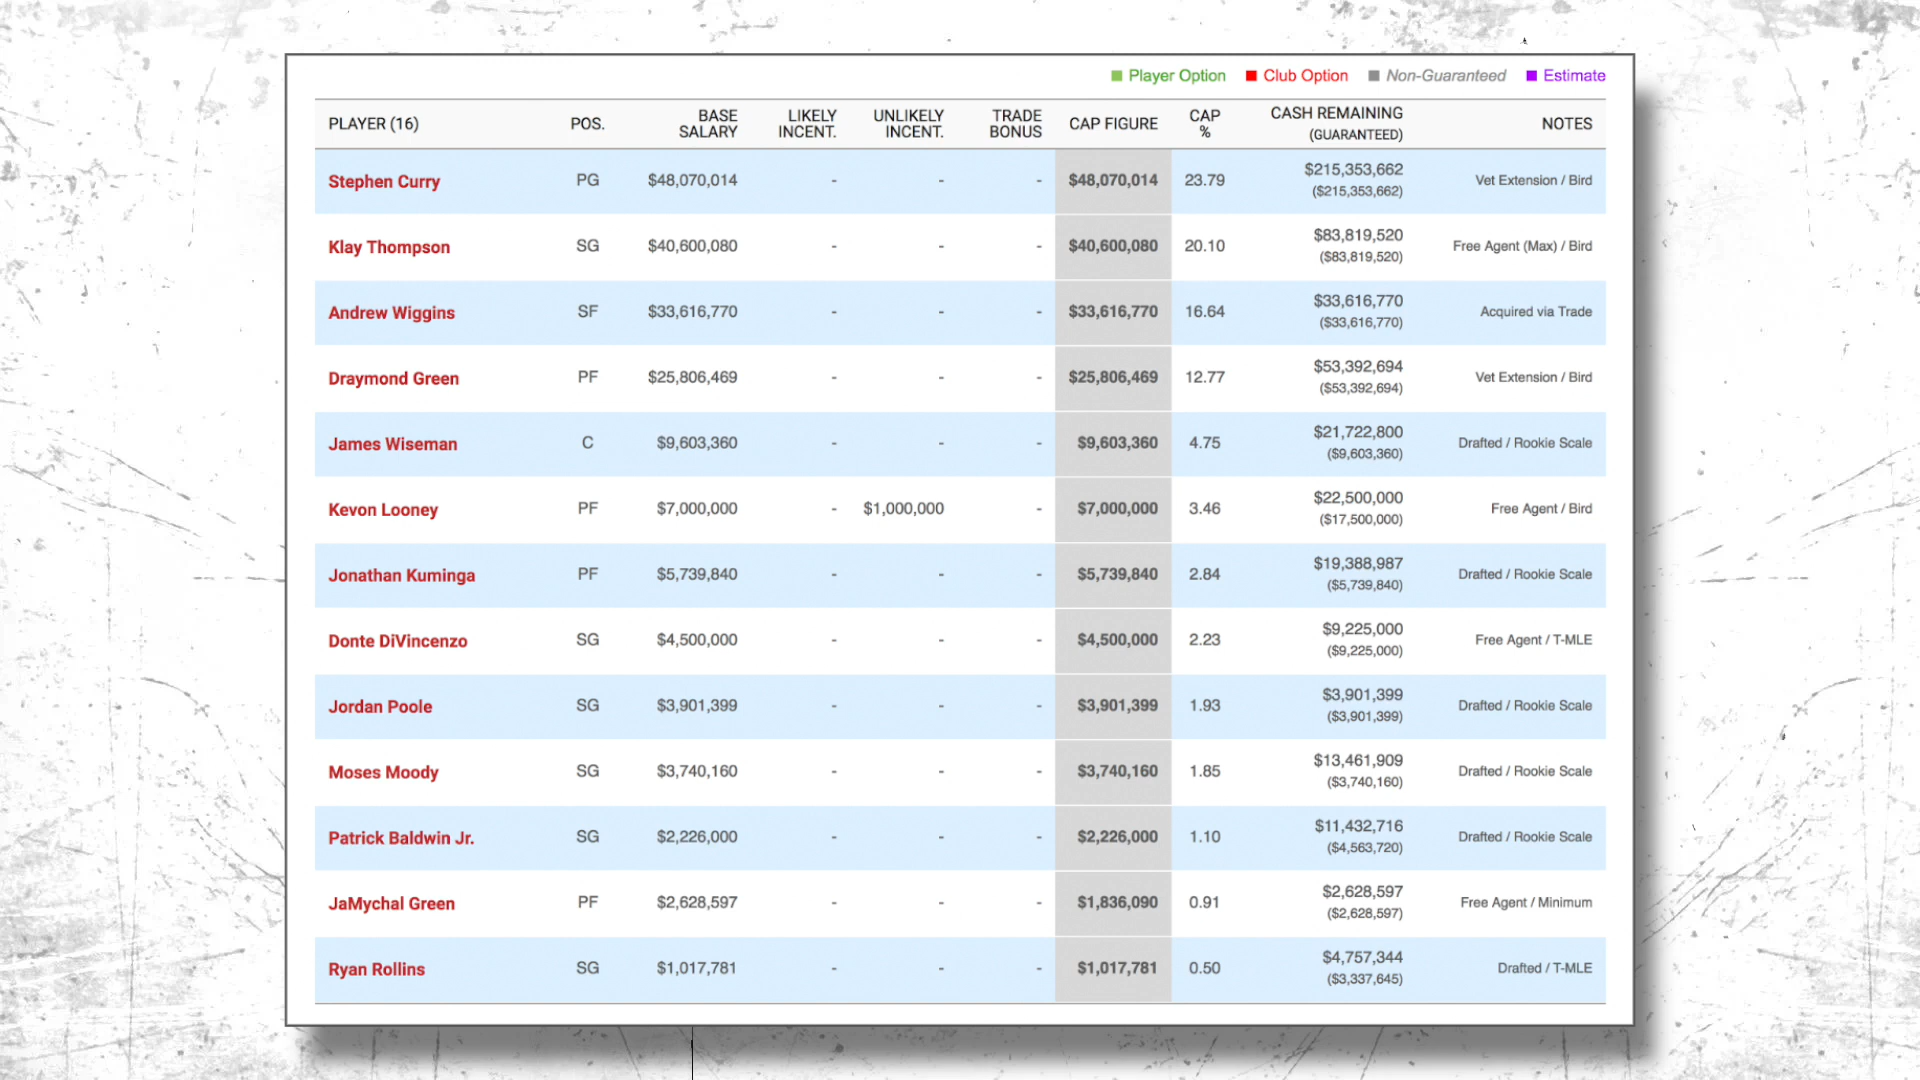 Player Option Club Option Non-Guaranteed Estimate
PLAYER (16) POS. BASE SALARY LIKELY INCENT. UNLIKELY INCENT. TRADE BONUS CAP FIGURE CAP % CASH REMAINING (GUARANTEED) NOTES
Stephen Curry PG $48,070,014 - - - $48,070,014 23.79 $215,353,662 ($215,353,662) Vet Extension / Bird
Klay Thompson SG $40,600,080 - - - $40,600,080 20.10 $83,819,520 ($83,819,520) Free Agent (Max) / Bird
Andrew Wiggins SF $33,616,770 - - - $33,616,770 16.64 $33,616,770 ($33,616,770) Acquired via Trade
Draymond Green PF $25,806,469 - - - $25,806,469 12.77 $53,392,694 ($53,392,694) Vet Extension / Bird
James Wiseman C $9,603,360 - - - $9,603,360 4.75 $21,722,800 ($9,603,360) Drafted / Rookie Scale
Kevon Looney PF $7,000,000 - $1,000,000 - $7,000,000 3.46 $22,500,000 ($17,500,000) Free Agent / Bird
Jonathan Kuminga PF $5,739,840 - - - $5,739,840 2.84 $19,388,987 ($5,739,840) Drafted / Rookie Scale
Donte DiVincenzo SG $4,500,000 - - - $4,500,000 2.23 $9,225,000 ($9,225,000) Free Agent / T-MLE
Jordan Poole SG $3,901,399 - - - $3,901,399 1.93 $3,901,399 ($3,901,399) Drafted / Rookie Scale
Moses Moody SG $3,740,160 - - - $3,740,160 1.85 $13,461,909 ($3,740,160) Drafted / Rookie Scale
Patrick Baldwin Jr. SG $2,226,000 - - - $2,226,000 1.10 $11,432,716 ($4,563,720) Drafted / Rookie Scale
JaMychal Green PF $2,628,597 - - - $1,836,090 0.91 $2,628,597 ($2,628,597) Free Agent / Minimum
Ryan Rollins SG $1,017,781 - - - $1,017,781 0.50 $4,757,344 ($3,337,645) Drafted / T-MLE